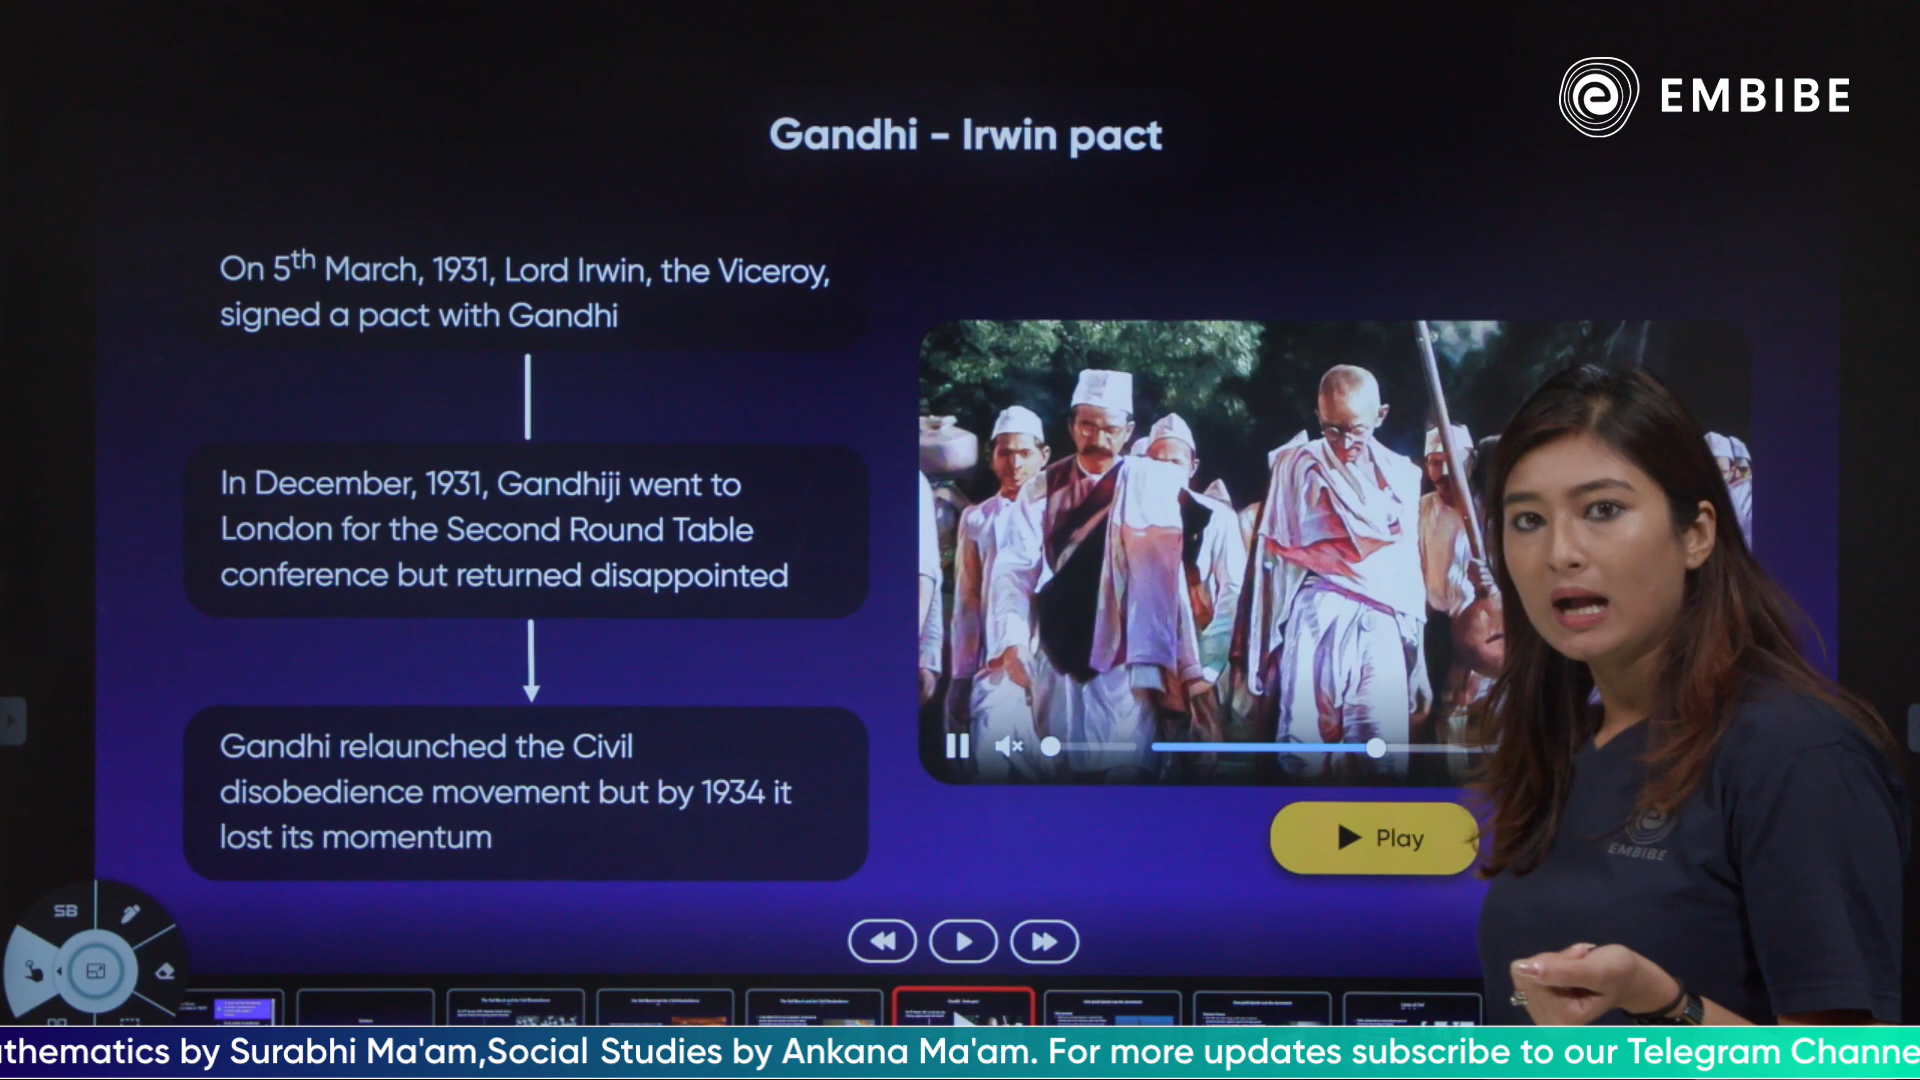 EMBIBE
Gandhi - Irwin pact
On 5th March, 1931, Lord Irwin, the Viceroy,
signed a pact with Gandhi
In December, 1931, Gandhiji went to
London for the Second Round Table
conference but returned disappointed
Gandhi relaunched the Civil
disobedience movement but by 1934 it
lost its momentum
Play
EMBIBE
SB
thematics by Surabhi Ma'am,Social Studies by Ankana Ma'am. For more updates subscribe to our Telegram Channe